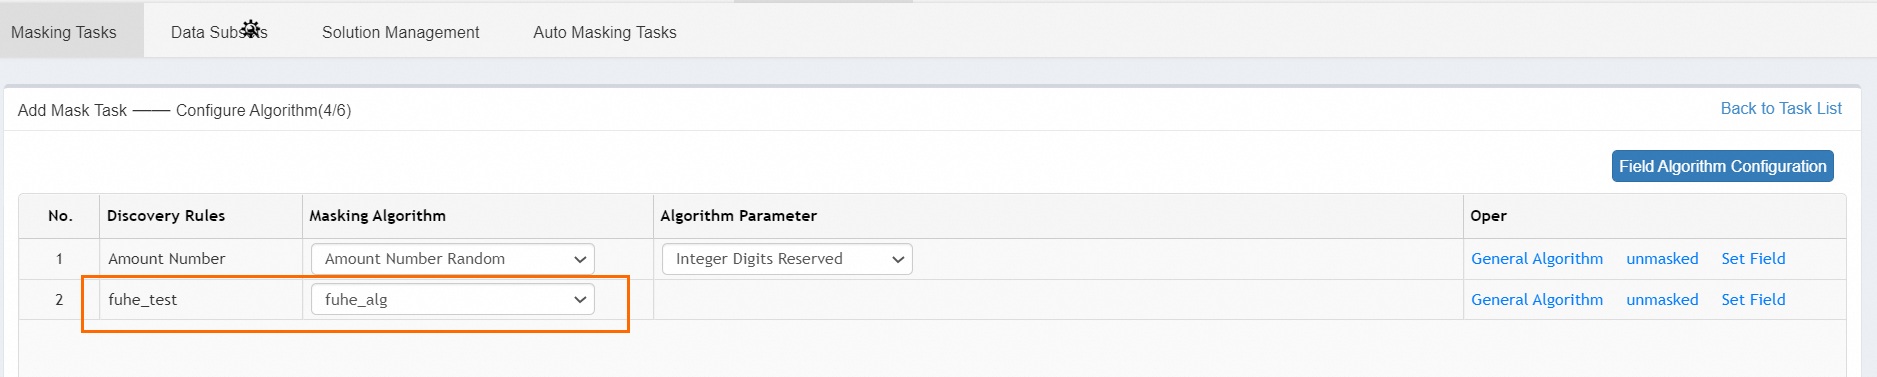 Masking Tasks Data Subsets Solution Management Auto Masking Tasks
Add Mask Task —— Configure Algorithm(4/6) Back to Task List
Field Algorithm Configuration
No. Discovery Rules Masking Algorithm Algorithm Parameter Oper
1 Amount Number Amount Number Random Integer Digits Reserved General Algorithm unmasked Set Field
2 fuhe_test fuhe_alg General Algorithm unmasked Set Field